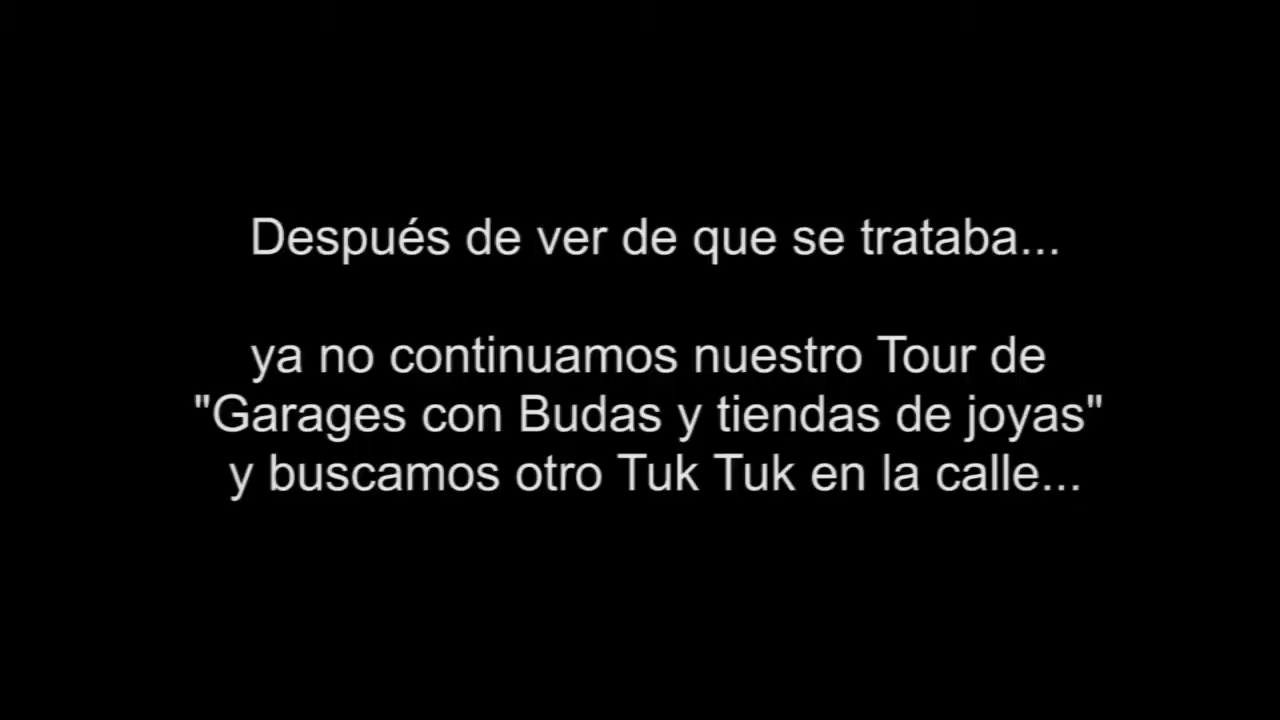 Después de ver de que se trataba...
ya no continuamos nuestro Tour de
"Garages con Budas y tiendas de joyas"
y buscamos otro Tuk Tuk en la calle...